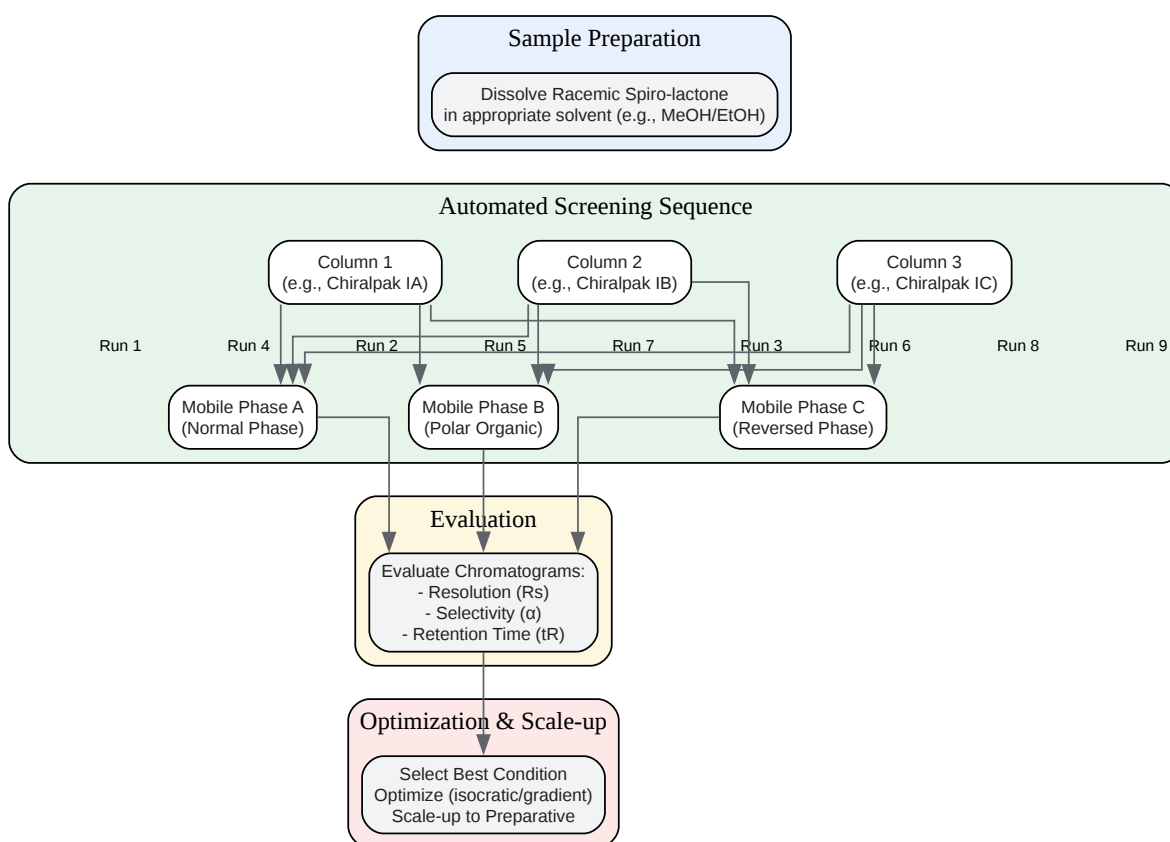 Sample Preparation
Dissolve Racemic Spiro-lactone
in appropriate solvent (e.g., MeOH/EtOH)
Automated Screening Sequence
Column 1
(e.g., Chiralpak IA)
Column 2
(e.g., Chiralpak IB)
Column 3
(e.g., Chiralpak IC)
Run 1
Run 4
Run 2
Run 5
Run 7
Run 3
Run 6
Run 8
Run 9
Mobile Phase A
(Normal Phase)
Mobile Phase B
(Polar Organic)
Mobile Phase C
(Reversed Phase)
Evaluation
Evaluate Chromatograms:
- Resolution (Rs)
- Selectivity (α)
- Retention Time (tR)
Optimization & Scale-up
Select Best Condition
Optimize (isocratic/gradient)
Scale-up to Preparative